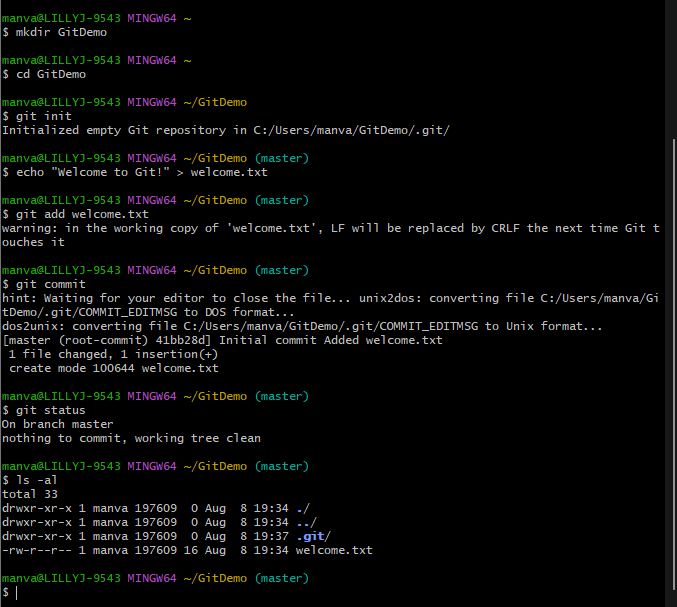 manva@LILLYJ-9543 MINGW64 ~
$ mkdir GitDemo
manva@LILLYJ-9543 MINGW64 ~
$ cd GitDemo
manva@LILLYJ-9543 MINGW64 ~/GitDemo
$ git init
Initialized empty Git repository in C:/Users/manva/GitDemo/.git/
manva@LILLYJ-9543 MINGW64 ~/GitDemo (master)
$ echo "Welcome to Git!" > welcome.txt
manva@LILLYJ-9543 MINGW64 ~/GitDemo (master)
$ git add welcome.txt
warning: in the working copy of 'welcome.txt', LF will be replaced by CRLF the next time Git t
ouches it
manva@LILLYJ-9543 MINGW64 ~/GitDemo (master)
$ git commit
hint: Waiting for your editor to close the file... unix2dos: converting file C:/Users/manva/Gi
tDemo/.git/COMMIT_EDITMSG to DOS format...
dos2unix: converting file C:/Users/manva/GitDemo/.git/COMMIT_EDITMSG to Unix format...
[master (root-commit) 41bb28d] Initial commit Added welcome.txt
 1 file changed, 1 insertion(+)
 create mode 100644 welcome.txt
manva@LILLYJ-9543 MINGW64 ~/GitDemo (master)
$ git status
On branch master
nothing to commit, working tree clean
manva@LILLYJ-9543 MINGW64 ~/GitDemo (master)
$ ls -al
total 33
drwxr-xr-x 1 manva 197609  0 Aug  8 19:34 ./
drwxr-xr-x 1 manva 197609  0 Aug  8 19:34 ../
drwxr-xr-x 1 manva 197609  0 Aug  8 19:37 .git/
-rw-r--r-- 1 manva 197609 16 Aug  8 19:34 welcome.txt
manva@LILLYJ-9543 MINGW64 ~/GitDemo (master)
$